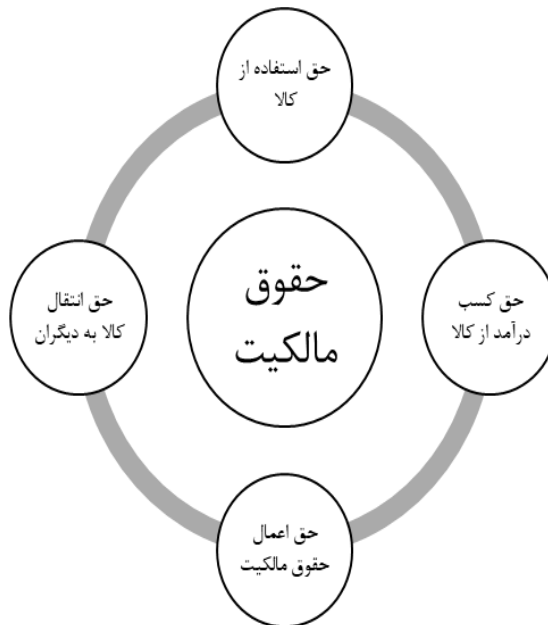 حق استفاده از
کالا
حق کسب
درآمد از کالا
حقوق
مالکیت
حق انتقال
کالا به دیگران
حق اعمال
حقوق مالکیت